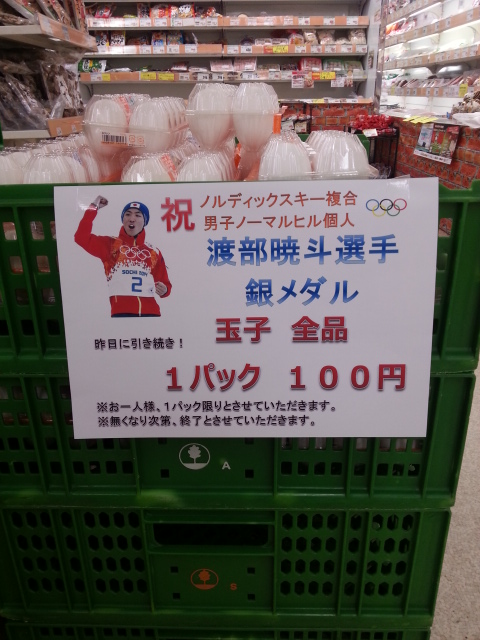 祝
ノルディックスキー複合
男子ノーマルヒル個人
渡部暁斗選手
銀メダル
昨日に引き続き！
玉子 全品
１パック １００円
※お一人様、１パック限りとさせていただきます。
※無くなり次第、終了とさせていただきます。
SOCHI 2014
2
A
S